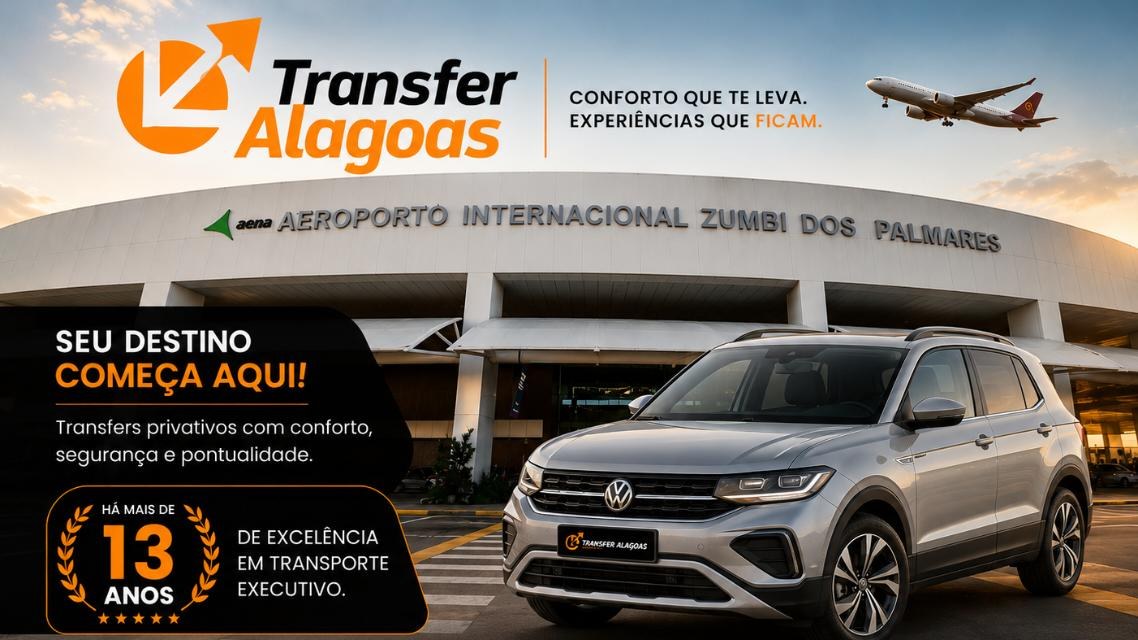 Transfer
Alagoas
CONFORTO QUE TE LEVA.
EXPERIÊNCIAS QUE FICAM.
aena AEROPORTO INTERNACIONAL ZUMBI DOS PALMARES
SEU DESTINO
COMEÇA AQUI!
Transfers privativos com conforto,
segurança e pontualidade.
HÁ MAIS DE
13
ANOS
DE EXCELÊNCIA
EM TRANSPORTE
EXECUTIVO.
TRANSFER ALAGOAS